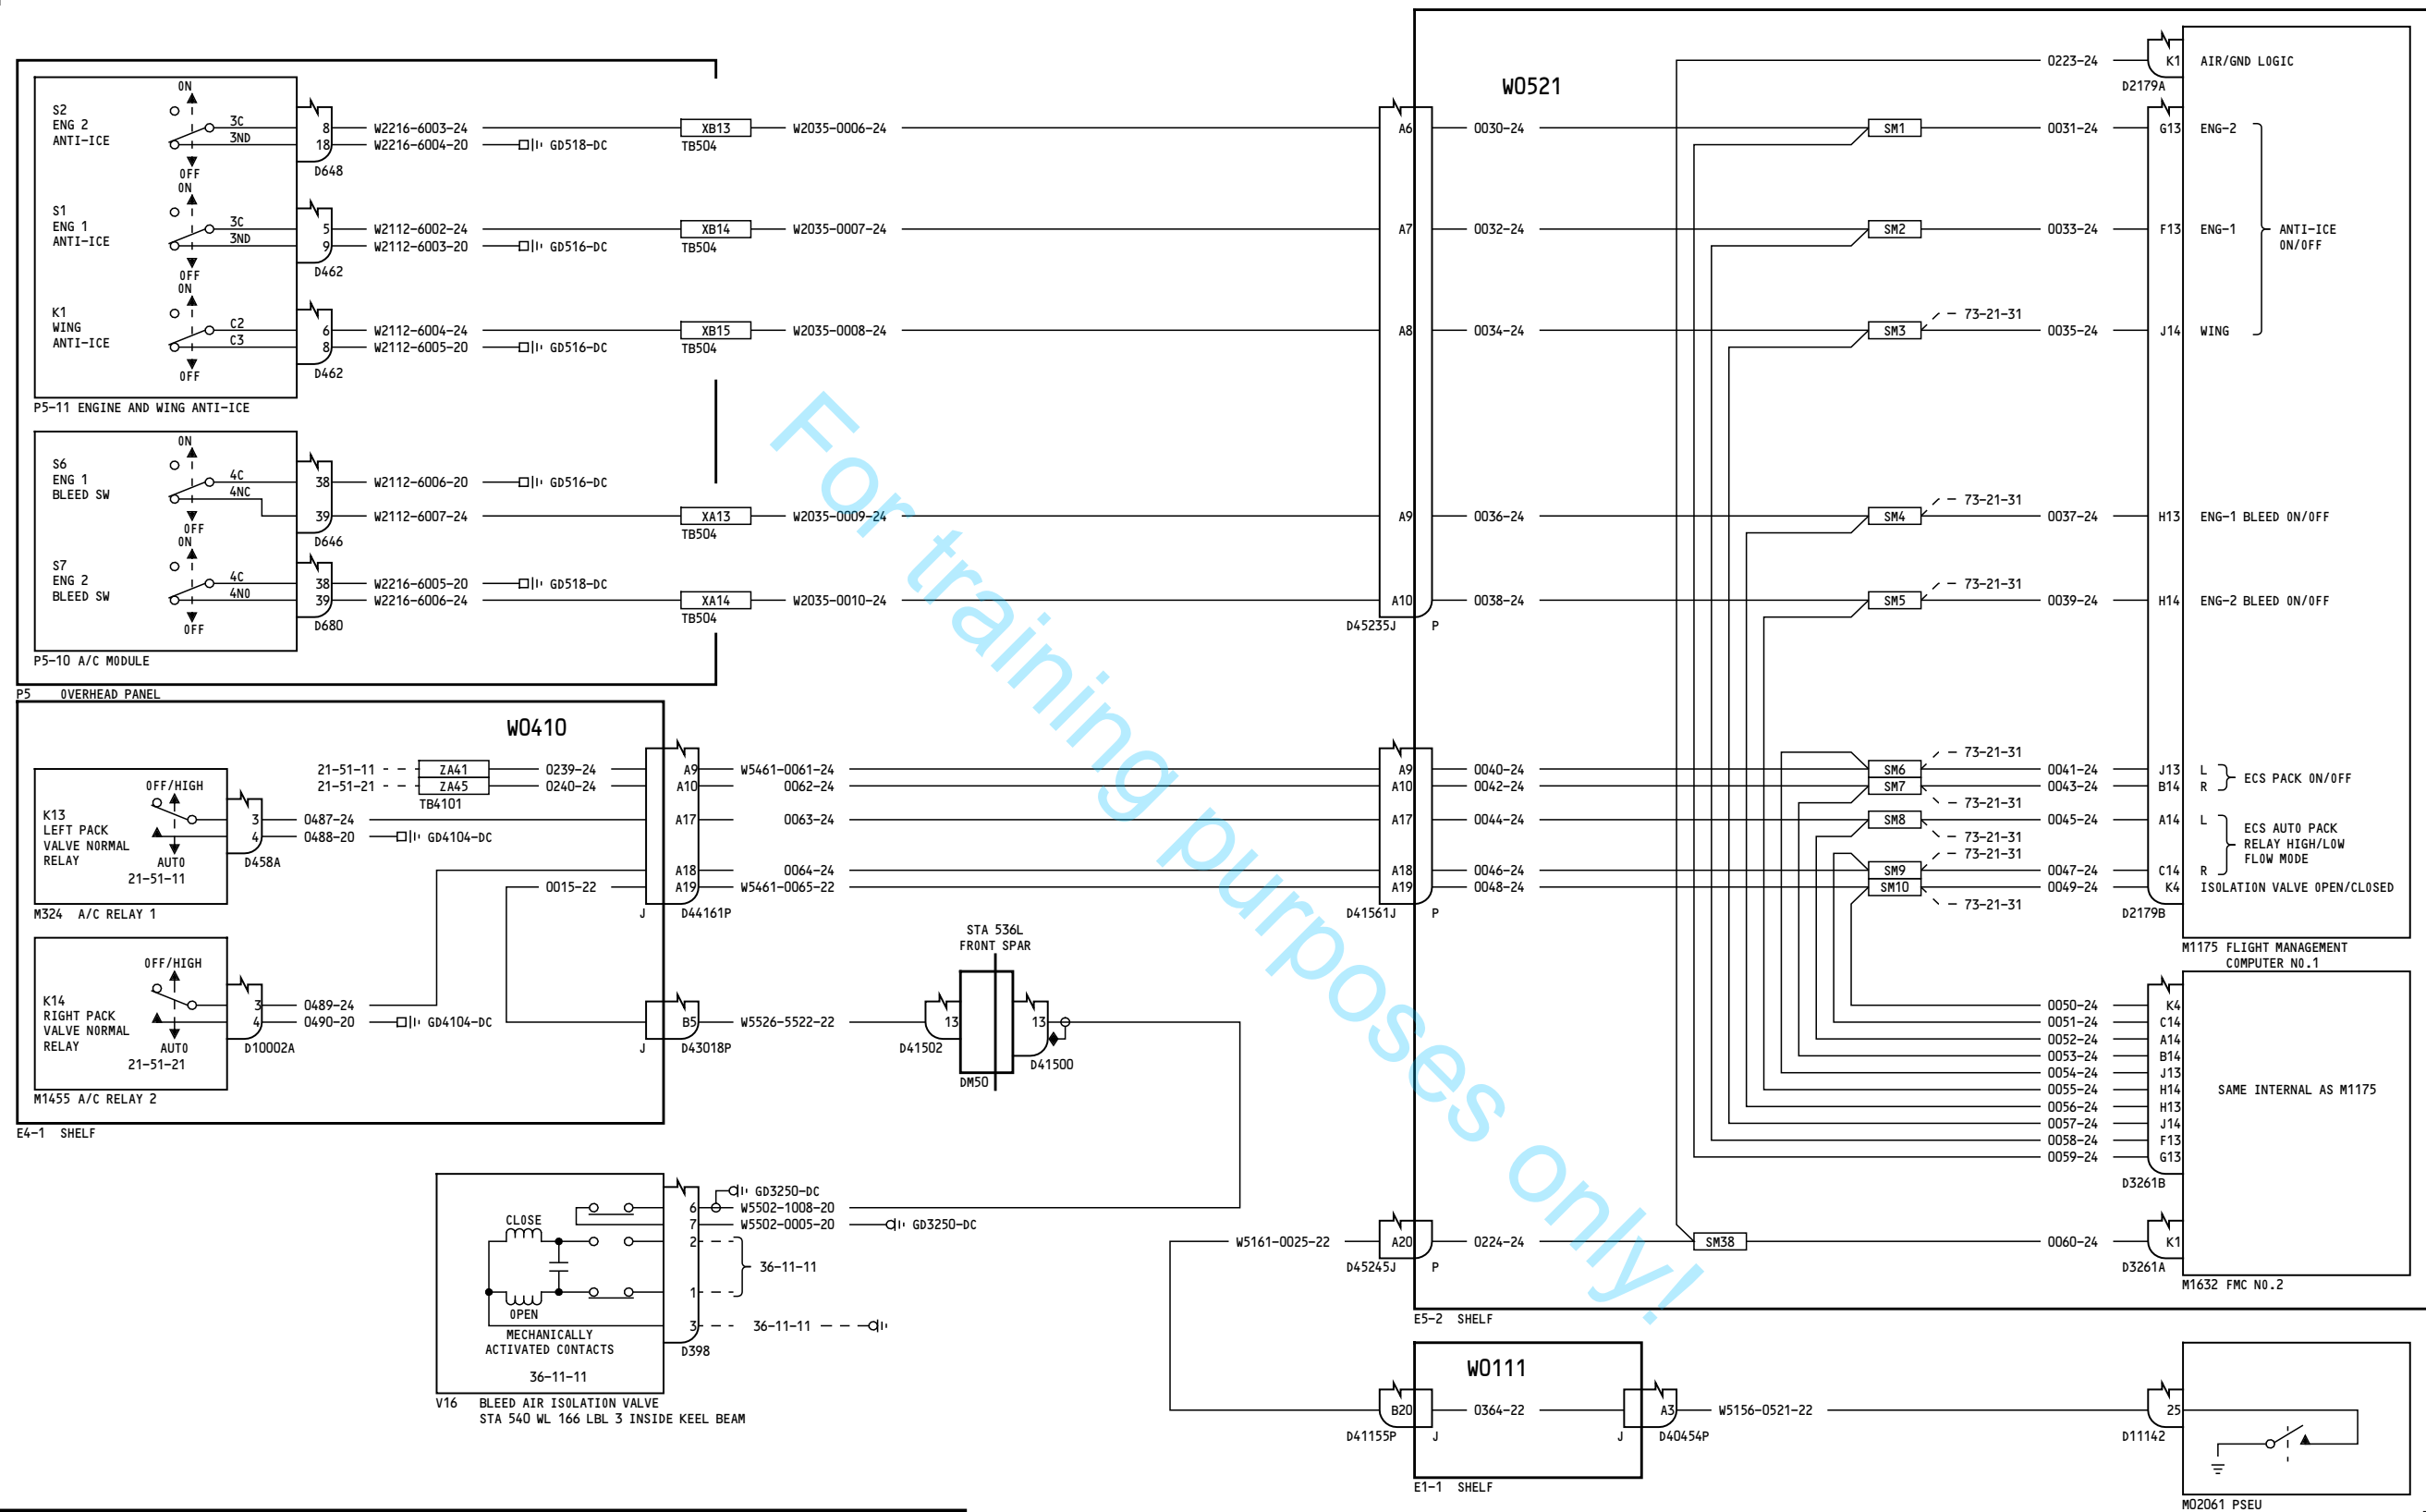 P5 OVERHEAD PANEL
P5-11 ENGINE AND WING ANTI-ICE
S2
ENG 2
ANTI-ICE
ON
OFF
3C
3NO
8
18
D648
W2216-6003-24
W2216-6004-20
GD518-DC
XB13
TB504
W2035-0006-24
S1
ENG 1
ANTI-ICE
ON
OFF
3C
3NO
5
9
D462
W2112-6002-24
W2112-6003-20
GD516-DC
XB14
TB504
W2035-0007-24
K1
WING
ANTI-ICE
ON
OFF
C2
C3
6
8
D462
W2112-6004-24
W2112-6005-20
GD516-DC
XB15
TB504
W2035-0008-24
P5-10 A/C MODULE
S6
ENG 1
BLEED SW
ON
OFF
4C
4NC
38
39
D646
W2112-6006-20
GD516-DC
W2112-6007-24
XA13
TB504
W2035-0009-24
S7
ENG 2
BLEED SW
ON
OFF
4C
4NO
38
39
D680
W2216-6005-20
GD518-DC
W2216-6006-24
XA14
TB504
W2035-0010-24
A6
A7
A8
A9
A10
D45235J
P
W0521
0223-24
K1
AIR/GND LOGIC
D2179A
0030-24
SM1
0031-24
G13
ENG-2
0032-24
SM2
0033-24
F13
ENG-1
ANTI-ICE
ON/OFF
0034-24
SM3
73-21-31
0035-24
J14
WING
0036-24
SM4
73-21-31
0037-24
H13
ENG-1 BLEED ON/OFF
0038-24
SM5
73-21-31
0039-24
H14
ENG-2 BLEED ON/OFF
W0410
21-51-11
ZA41
0239-24
21-51-21
ZA45
0240-24
TB4101
K13
LEFT PACK
VALVE NORMAL
RELAY
OFF/HIGH
AUTO
21-51-11
3
4
D458A
0487-24
0488-20
GD4104-DC
M324 A/C RELAY 1
K14
RIGHT PACK
VALVE NORMAL
RELAY
OFF/HIGH
AUTO
21-51-21
3
4
D10002A
0489-24
0490-20
GD4104-DC
M1455 A/C RELAY 2
E4-1 SHELF
0015-22
A9
A10
A17
A18
A19
J
D44161P
W5461-0061-24
0062-24
0063-24
0064-24
W5461-0065-22
B5
J
D43018P
W5526-5522-22
STA 536L
FRONT SPAR
13
13
D41502
DM50
D41500
A9
A10
A17
A18
A19
D41561J
P
0040-24
SM6
73-21-31
0041-24
J13
L
0042-24
SM7
73-21-31
0043-24
B14
R
ECS PACK ON/OFF
0044-24
SM8
73-21-31
0045-24
A14
L
ECS AUTO PACK
RELAY HIGH/LOW
FLOW MODE
0046-24
SM9
73-21-31
0047-24
C14
R
0048-24
SM10
73-21-31
0049-24
K4
ISOLATION VALVE OPEN/CLOSED
D2179B
M1175 FLIGHT MANAGEMENT
COMPUTER NO.1
0050-24
K4
0051-24
C14
0052-24
A14
0053-24
B14
0054-24
J13
0055-24
H14
0056-24
H13
0057-24
J14
0058-24
F13
0059-24
G13
D3261B
SAME INTERNAL AS M1175
0060-24
K1
D3261A
M1632 FMC NO.2
W5161-0025-22
A20
D45245J
P
0224-24
SM38
E5-2 SHELF
CLOSE
OPEN
MECHANICALLY
ACTIVATED CONTACTS
36-11-11
6
7
2
1
3
D398
GD3250-DC
W5502-1008-20
W5502-0005-20
GD3250-DC
36-11-11
36-11-11
V16 BLEED AIR ISOLATION VALVE
STA 540 WL 166 LBL 3 INSIDE KEEL BEAM
W0111
B20
D41155P
J
0364-22
A3
J
D40454P
W5156-0521-22
E1-1 SHELF
25
D11142
M02061 PSEU
For training purposes only!